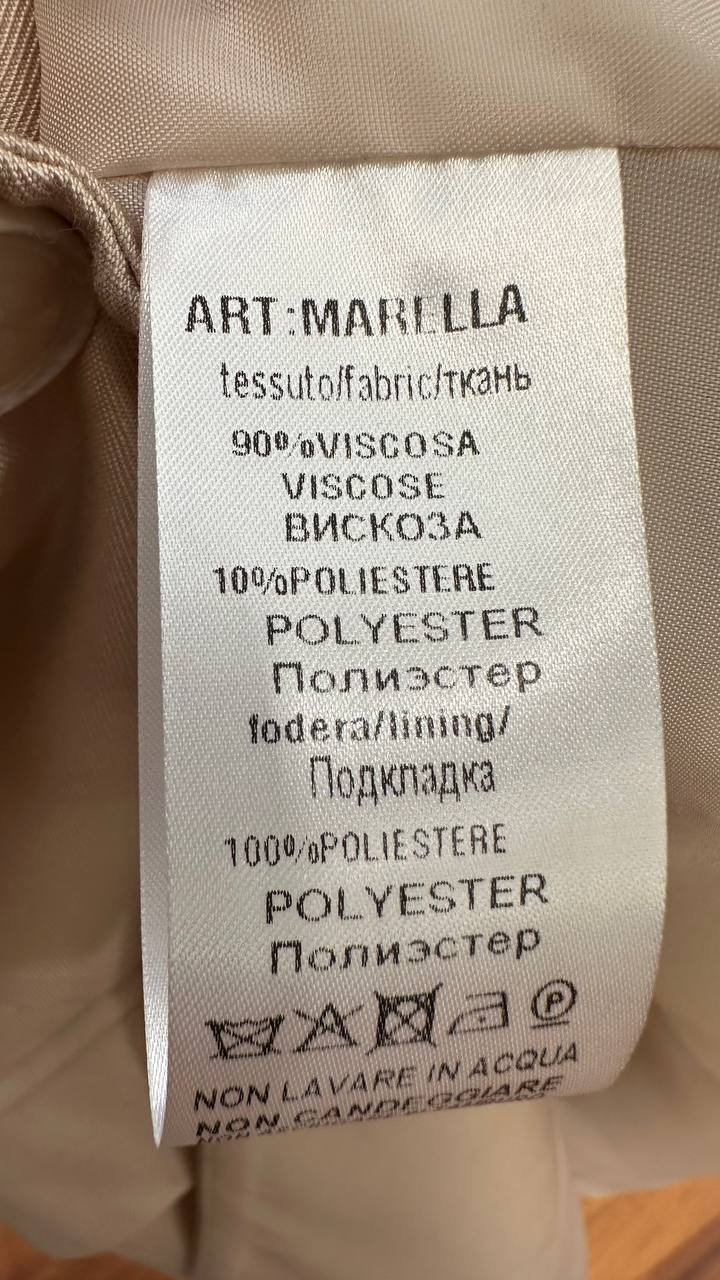 ART:MARELLA
tessuto/fabric/ткань
90%VISCOSA
VISCOSE
ВИСКОЗА
10%POLIESTERE
POLYESTER
Полиэстер
fodera/lining/
Подкладка
100%POLIESTERE
POLYESTER
Полиэстер
P
NON LAVARE IN ACQUA
NON CANDEGGIARE
NON